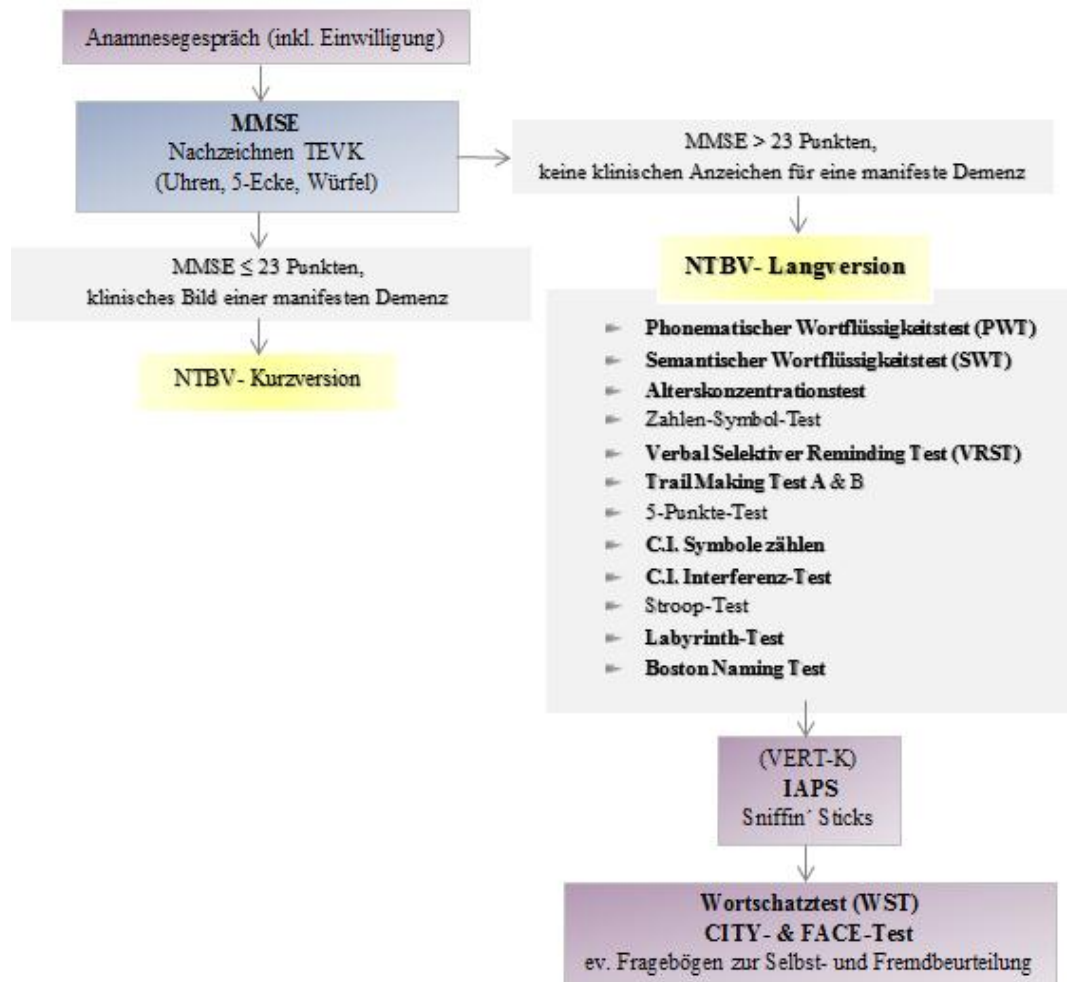 Anamnesegespräch (inkl. Einwilligung)
MMSE
Nachzeichnen TEVK
(Uhren, 5-Ecke, Würfel)
MMSE > 23 Punkten,
keine klinischen Anzeichen für eine manifeste Demenz
MMSE ≤ 23 Punkten,
klinisches Bild einer manifesten Demenz
NTBV- Kurzversion
NTBV- Langversion
Phonematischer Wortflüssigkeitstest (PWT)
Semantischer Wortflüssigkeitstest (SWT)
Alterskonzentrationstest
Zahlen-Symbol-Test
Verbal Selektiver Reminding Test (VRST)
Trail Making Test A & B
5-Punkte-Test
C.I. Symbole zählen
C.I. Interferenz-Test
Stroop-Test
Labyrinth-Test
Boston Naming Test
(VERT-K)
IAPS
Sniffin´ Sticks
Wortschatztest (WST)
CITY- & FACE-Test
ev. Fragebögen zur Selbst- und Fremdbeurteilung